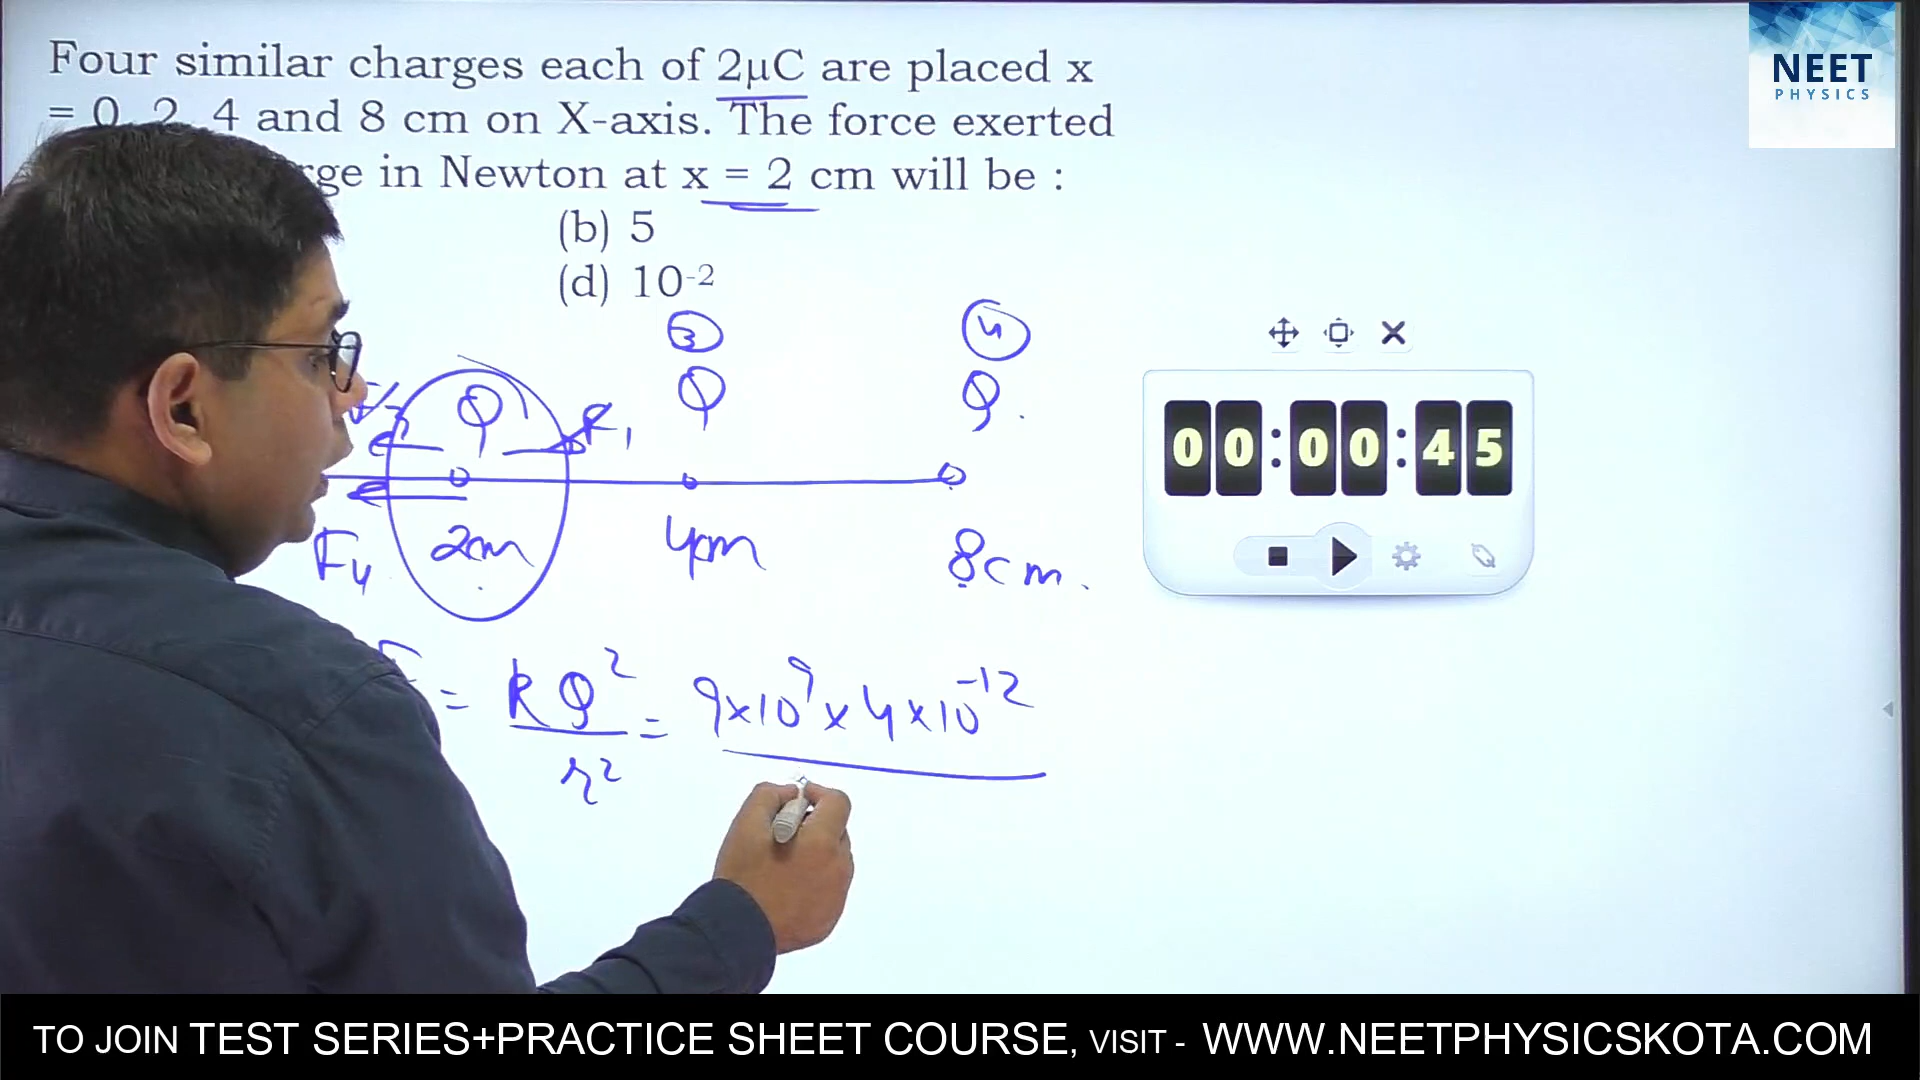 Four similar charges each of 2μC are placed x
= 0, 2, 4 and 8 cm on X-axis. The force exerted
in Newton at x = 2 cm will be :
(b) 5
(d) 10⁻²
NEET
PHYSICS
3
4
Q
F₁
Q
Q
00:00:45
F₄
2cm
4cm
8cm.
= kQ²/r² = 9×10⁹×4×10⁻¹²
TO JOIN TEST SERIES+PRACTICE SHEET COURSE, VISIT - WWW.NEETPHYSICSKOTA.COM